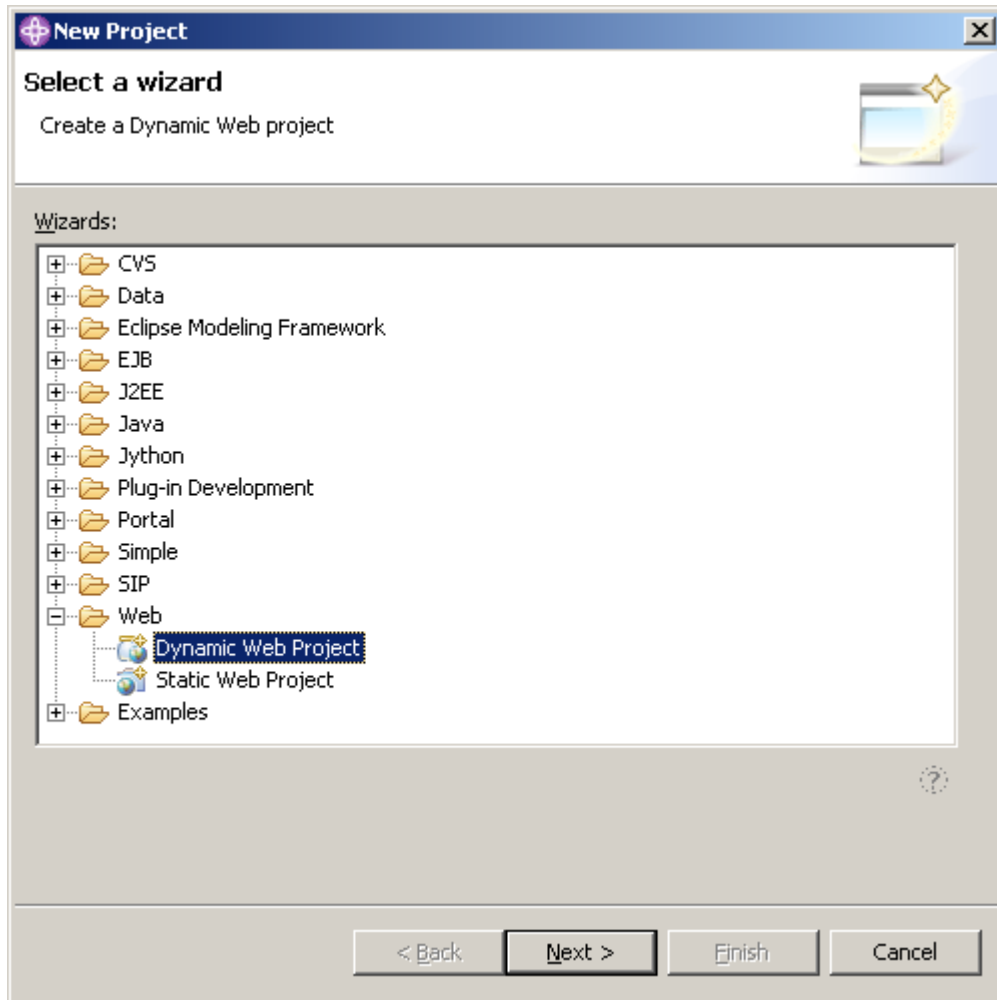 New Project
Select a wizard
Create a Dynamic Web project
Wizards:
CVS
Data
Eclipse Modeling Framework
EJB
J2EE
Java
Jython
Plug-in Development
Portal
Simple
SIP
Web
Dynamic Web Project
Static Web Project
Examples
?
< Back Next > Finish Cancel